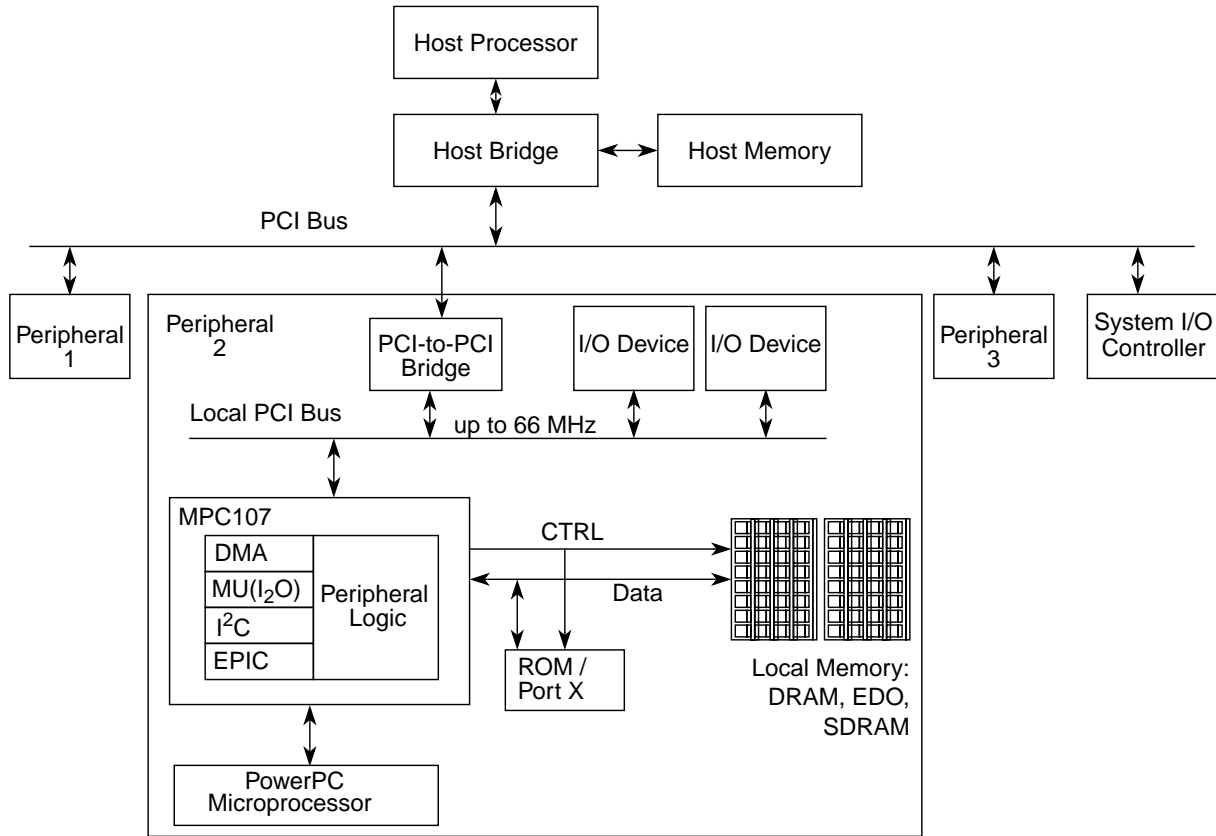 Host Processor
Host Bridge
Host Memory
PCI Bus
Peripheral
1
Peripheral
2
PCI-to-PCI
Bridge
I/O Device
I/O Device
Peripheral
3
System I/O
Controller
Local PCI Bus
up to 66 MHz
MPC107
DMA
MU(I₂O)
I²C
EPIC
Peripheral
Logic
CTRL
Data
ROM /
Port X
Local Memory:
DRAM, EDO,
SDRAM
PowerPC
Microprocessor